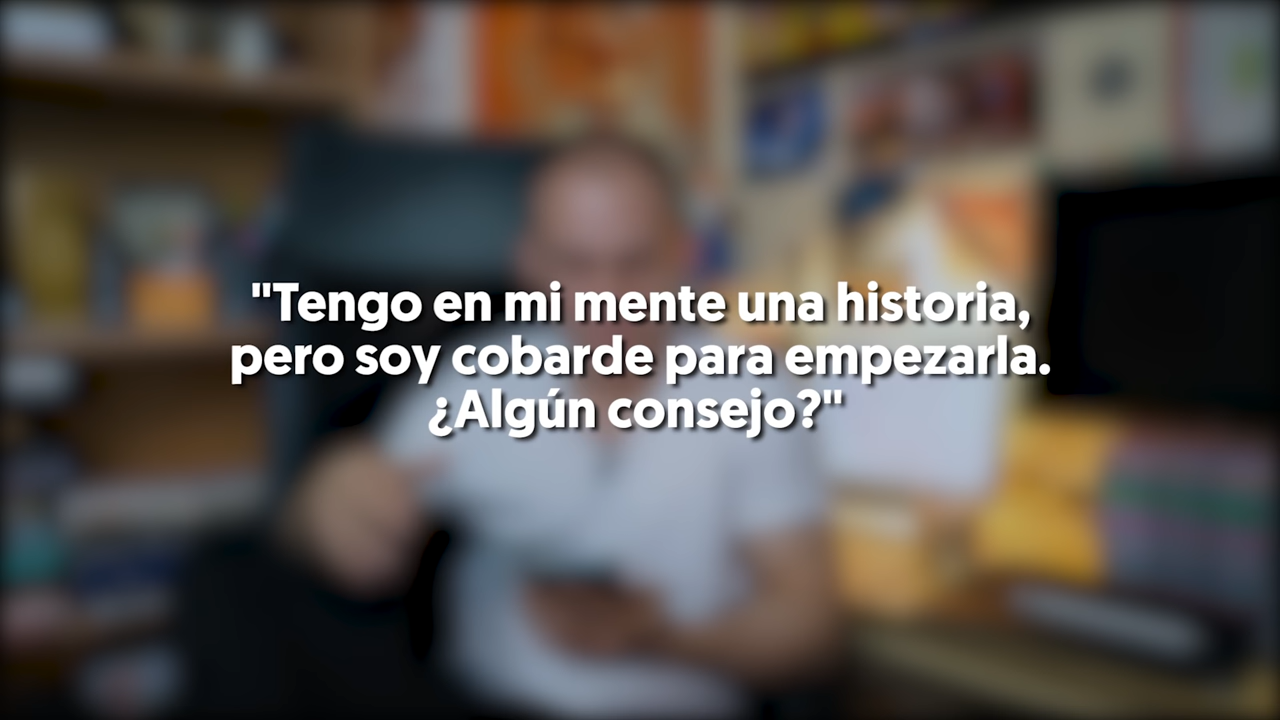 "Tengo en mi mente una historia,
pero soy cobarde para empezarla.
¿Algún consejo?"